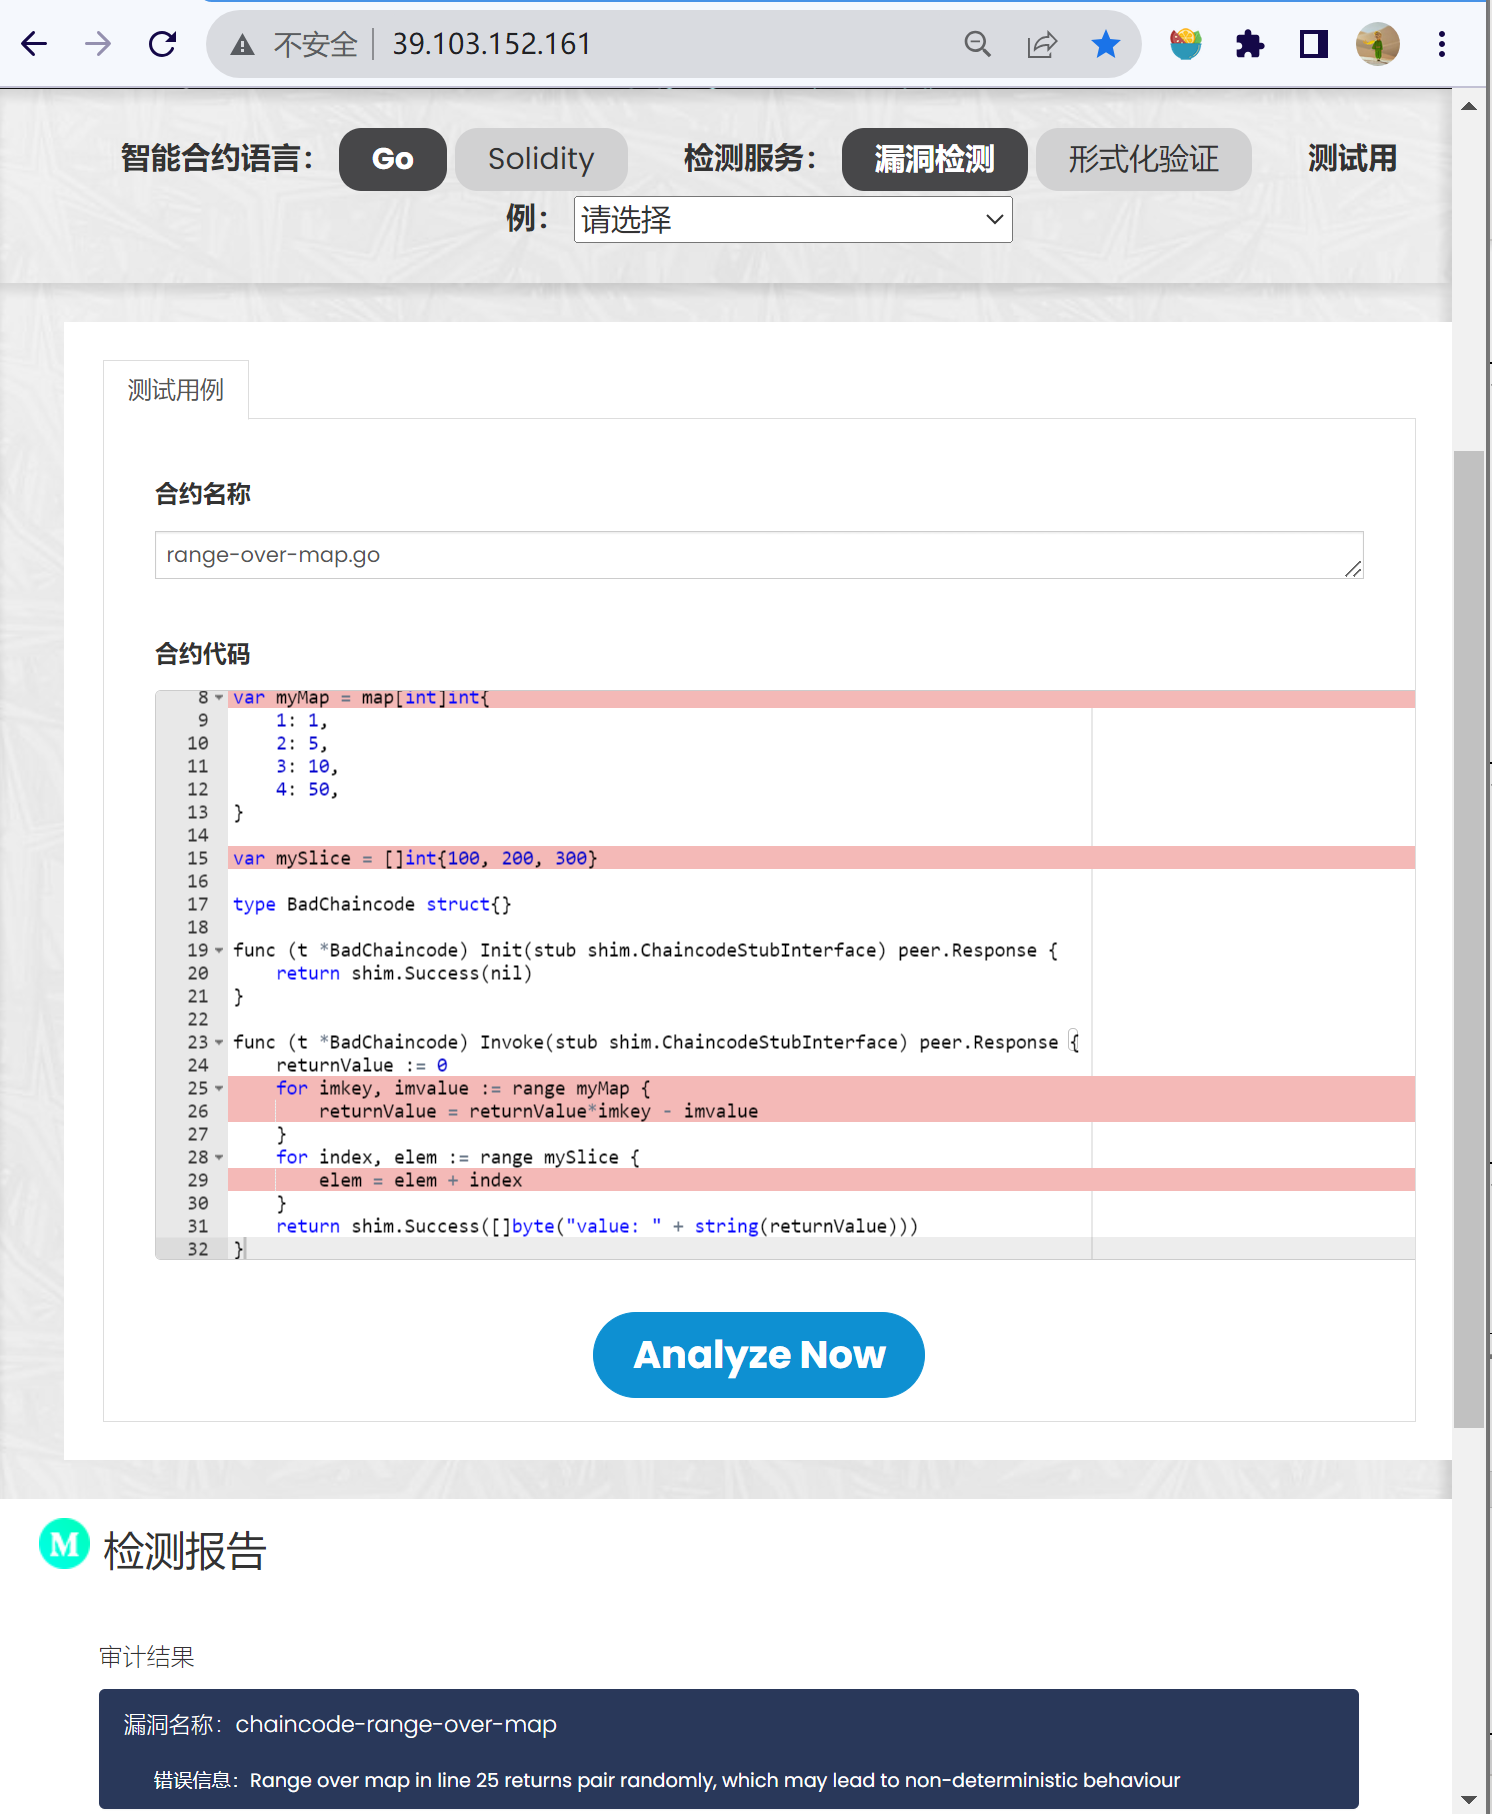 不安全 39.103.152.161
智能合约语言： Go Solidity 检测服务： 漏洞检测 形式化验证 测试用
例： 请选择
测试用例
合约名称
range-over-map.go
合约代码
8 var myMap = map[int]int{
9 1: 1,
10 2: 5,
11 3: 10,
12 4: 50,
13 }
14
15 var mySlice = []int{100, 200, 300}
16
17 type BadChaincode struct{}
18
19 func (t *BadChaincode) Init(stub shim.ChaincodeStubInterface) peer.Response {
20 return shim.Success(nil)
21 }
22
23 func (t *BadChaincode) Invoke(stub shim.ChaincodeStubInterface) peer.Response {
24 returnValue := 0
25 for imkey, imvalue := range myMap {
26 returnValue = returnValue*imkey - imvalue
27 }
28 for index, elem := range mySlice {
29 elem = elem + index
30 }
31 return shim.Success([]byte("value: " + string(returnValue)))
32 }
Analyze Now
M 检测报告
审计结果
漏洞名称：chaincode-range-over-map
错误信息：Range over map in line 25 returns pair randomly, which may lead to non-deterministic behaviour